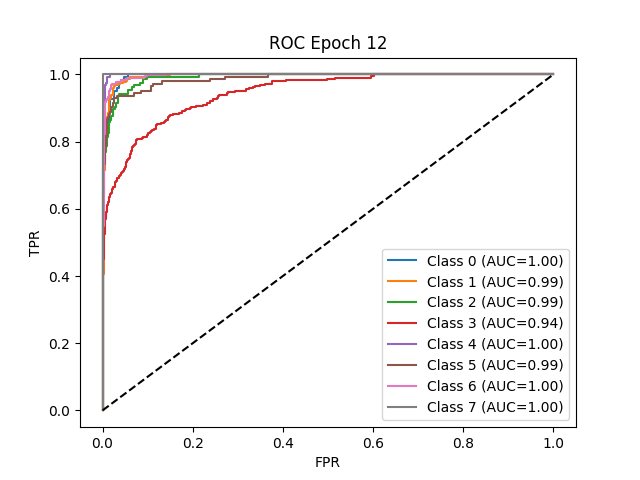 ROC Epoch 12
1.0
0.8
0.6
0.4
0.2
0.0
TPR
0.0 0.2 0.4 0.6 0.8 1.0
FPR
Class 0 (AUC=1.00)
Class 1 (AUC=0.99)
Class 2 (AUC=0.99)
Class 3 (AUC=0.94)
Class 4 (AUC=1.00)
Class 5 (AUC=0.99)
Class 6 (AUC=1.00)
Class 7 (AUC=1.00)